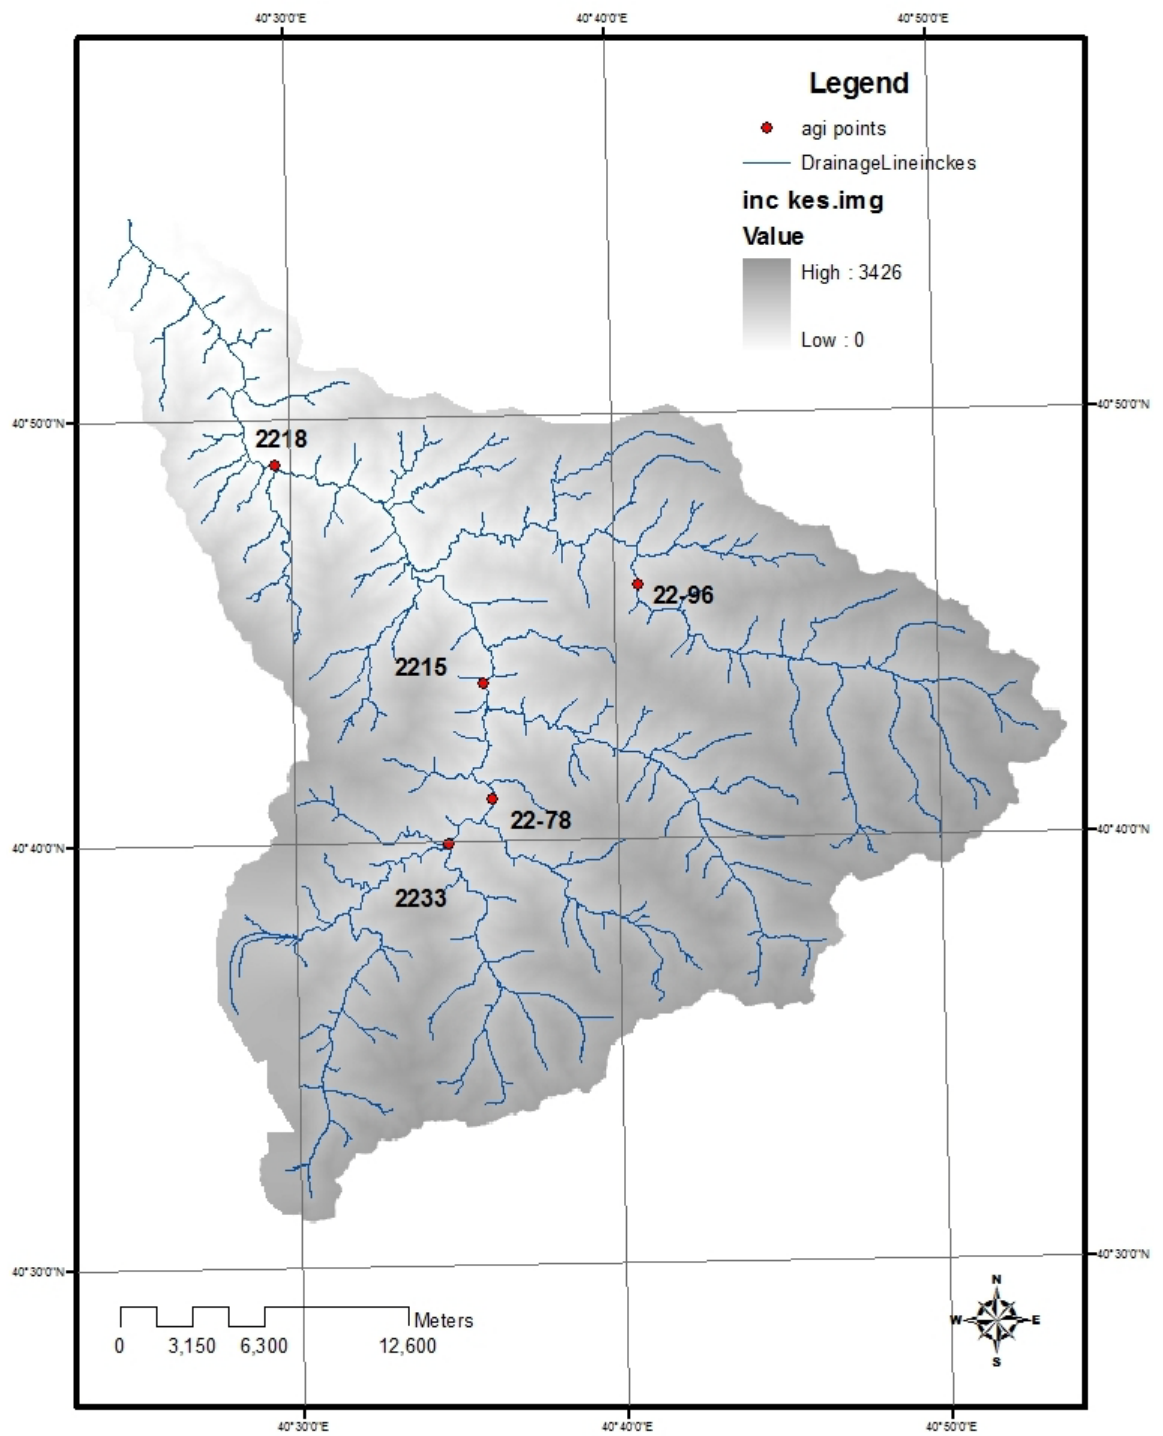 40°30'0"E 40°40'0"E 40°50'0"E
Legend
agi points
DrainageLineinckes
inc kes.img
Value
High : 3426
Low : 0
40°50'0"N 40°50'0"N
2218
22-96
2215
22-78
40°40'0"N 40°40'0"N
2233
40°30'0"N 40°30'0"N
N
W E
S
Meters
0 3,150 6,300 12,600
40°30'0"E 40°40'0"E 40°50'0"E